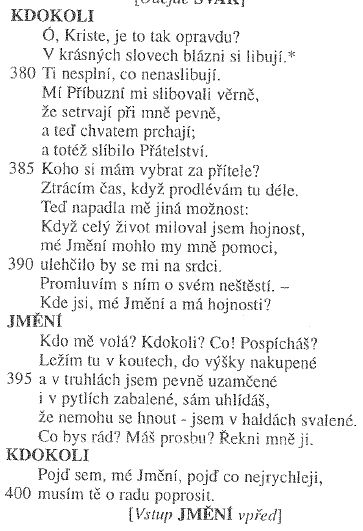 [Odejde SVAK]
KDOKOLI
Ó, Kriste, je to tak opravdu?
V krásných slovech blázni si libují.*
380 Ti nesplní, co nenaslibují.
Mí Příbuzní mi slibovali věrně,
že setrvají při mně pevně,
a teď chvatem prchají;
a totéž slíbilo Přátelství.
385 Koho si mám vybrat za přítele?
Ztrácím čas, když prodlévám tu déle.
Teď napadla mě jiná možnost:
Když celý život miloval jsem hojnost,
mé Jmění mohlo my mně pomoci,
390 ulehčilo by se mi na srdci.
Promluvím s ním o svém neštěstí. –
Kde jsi, mé Jmění a má hojnosti?
JMĚNÍ
Kdo mě volá? Kdokoli? Co! Pospícháš?
Ležím tu v koutech, do výšky nakupené
395 a v truhlách jsem pevně uzamčené
i v pytlích zabalené, sám uhlídáš,
že nemohu se hnout - jsem v haldách svalené.
Co bys rád? Máš prosbu? Řekni mně ji.
KDOKOLI
Pojď sem, mé Jmění, pojď co nejrychleji,
400 musím tě o radu poprosit.
[Vstup JMĚNÍ vpřed]